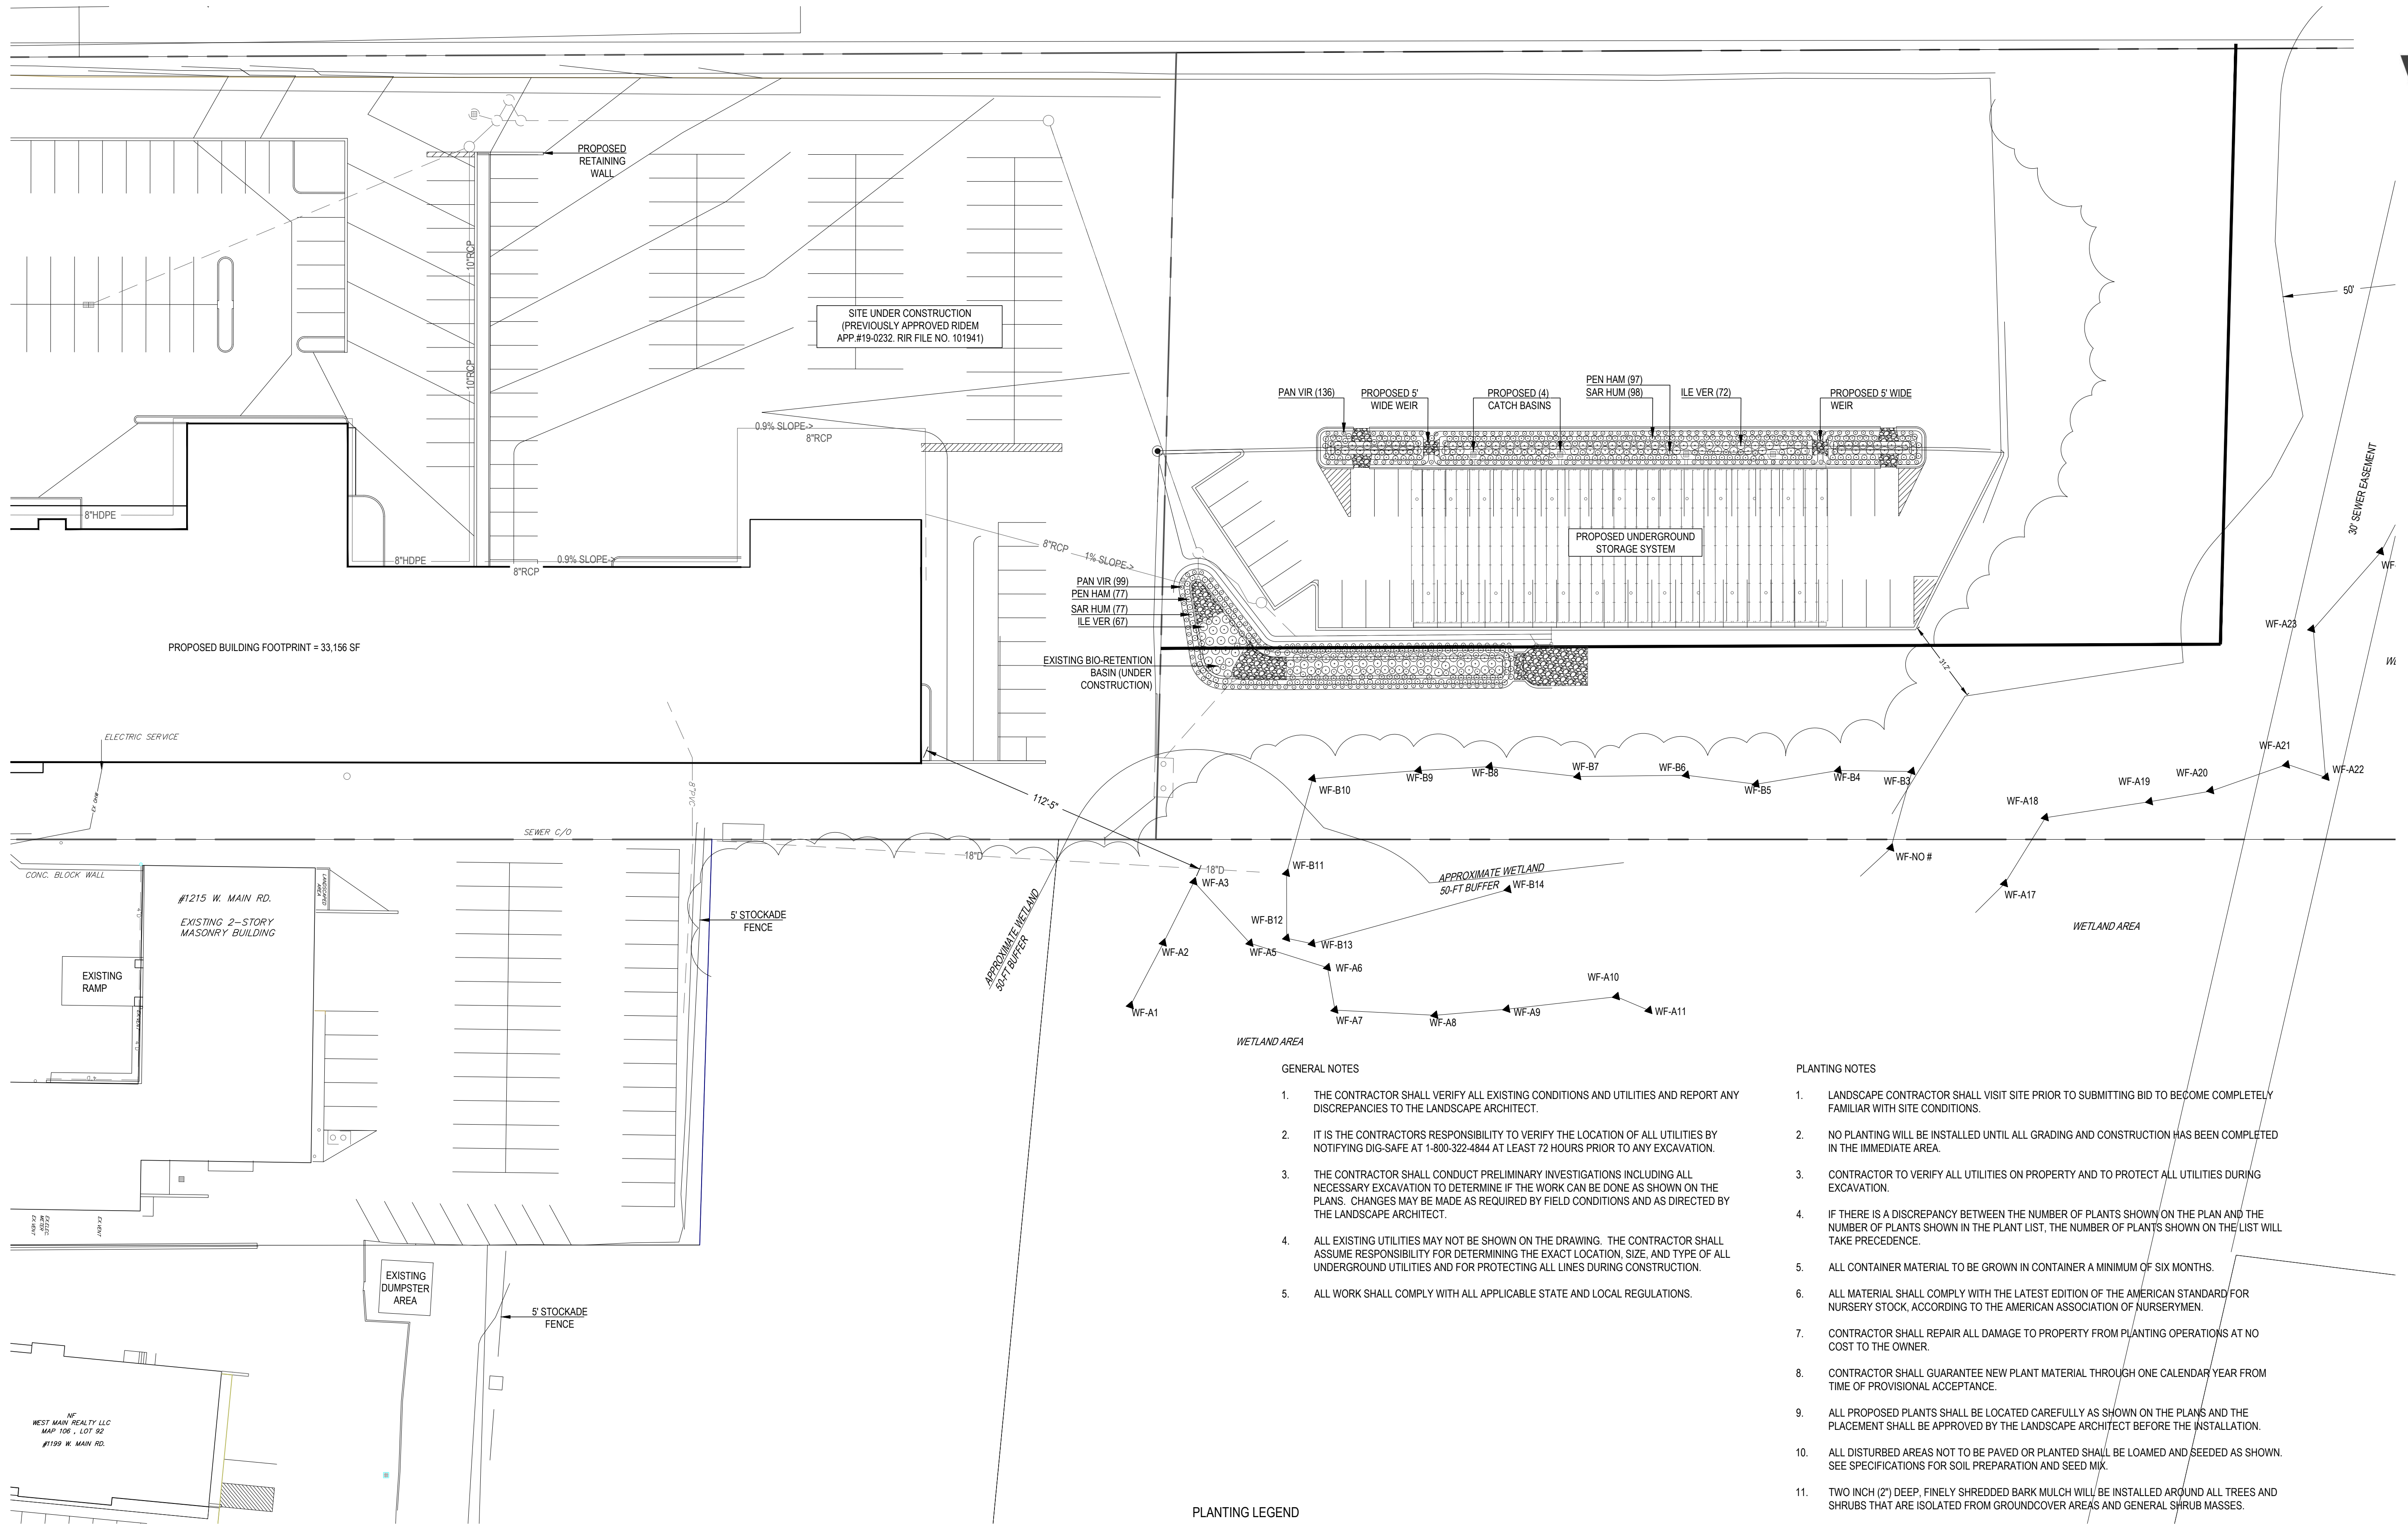 PROPOSED
RETAINING
WALL
10"RCP
10"RCP
SITE UNDER CONSTRUCTION
(PREVIOUSLY APPROVED RIDEM
APP.#19-0232. RIR FILE NO. 101941)
50'
PAN VIR (136)
PROPOSED 5'
WIDE WEIR
PROPOSED (4)
CATCH BASINS
PEN HAM (97)
SAR HUM (98)
ILE VER (72)
PROPOSED 5' WIDE
WEIR
0.9% SLOPE->
8"RCP
30' SEWER EASEMENT
8"HDPE
8"HDPE
8"RCP
0.9% SLOPE->
8"RCP
1% SLOPE->
PROPOSED UNDERGROUND
STORAGE SYSTEM
PAN VIR (99)
PEN HAM (77)
SAR HUM (77)
ILE VER (67)
EXISTING BIO-RETENTION
BASIN (UNDER
CONSTRUCTION)
31.2'
PROPOSED BUILDING FOOTPRINT = 33,156 SF
WF-
WF-A23
ELECTRIC SERVICE
EX OHW
8"PVC
112'-5"
WF-B10
WF-B9
WF-B8
WF-B7
WF-B6
WF-B5
WF-B4
WF-B3
WF-A18
WF-A19
WF-A20
WF-A21
WF-A22
SEWER C/O
18"D
18"D
WF-NO #
WF-A17
WETLAND AREA
CONC. BLOCK WALL
LANDSCAPED
AREA
#1215 W. MAIN RD.
EXISTING 2-STORY
MASONRY BUILDING
EXISTING
RAMP
5' STOCKADE
FENCE
APPROXIMATE WETLAND
50-FT BUFFER
APPROXIMATE WETLAND
50-FT BUFFER
WF-A3
WF-B11
WF-B14
WF-B12
WF-B13
WF-A2
WF-A5
WF-A6
WF-A1
WF-A7
WF-A8
WF-A9
WF-A10
WF-A11
WETLAND AREA
EX.VENT
EX.ELEC
METER
EX.VENT
EX.VENT
EXISTING
DUMPSTER
AREA
5' STOCKADE
FENCE
NF
WEST MAIN REALTY LLC
MAP 106 , LOT 92
#1199 W. MAIN RD.
GENERAL NOTES
1. THE CONTRACTOR SHALL VERIFY ALL EXISTING CONDITIONS AND UTILITIES AND REPORT ANY
DISCREPANCIES TO THE LANDSCAPE ARCHITECT.
2. IT IS THE CONTRACTORS RESPONSIBILITY TO VERIFY THE LOCATION OF ALL UTILITIES BY
NOTIFYING DIG-SAFE AT 1-800-322-4844 AT LEAST 72 HOURS PRIOR TO ANY EXCAVATION.
3. THE CONTRACTOR SHALL CONDUCT PRELIMINARY INVESTIGATIONS INCLUDING ALL
NECESSARY EXCAVATION TO DETERMINE IF THE WORK CAN BE DONE AS SHOWN ON THE
PLANS. CHANGES MAY BE MADE AS REQUIRED BY FIELD CONDITIONS AND AS DIRECTED BY
THE LANDSCAPE ARCHITECT.
4. ALL EXISTING UTILITIES MAY NOT BE SHOWN ON THE DRAWING. THE CONTRACTOR SHALL
ASSUME RESPONSIBILITY FOR DETERMINING THE EXACT LOCATION, SIZE, AND TYPE OF ALL
UNDERGROUND UTILITIES AND FOR PROTECTING ALL LINES DURING CONSTRUCTION.
5. ALL WORK SHALL COMPLY WITH ALL APPLICABLE STATE AND LOCAL REGULATIONS.
PLANTING NOTES
1. LANDSCAPE CONTRACTOR SHALL VISIT SITE PRIOR TO SUBMITTING BID TO BECOME COMPLETELY
FAMILIAR WITH SITE CONDITIONS.
2. NO PLANTING WILL BE INSTALLED UNTIL ALL GRADING AND CONSTRUCTION HAS BEEN COMPLETED
IN THE IMMEDIATE AREA.
3. CONTRACTOR TO VERIFY ALL UTILITIES ON PROPERTY AND TO PROTECT ALL UTILITIES DURING
EXCAVATION.
4. IF THERE IS A DISCREPANCY BETWEEN THE NUMBER OF PLANTS SHOWN ON THE PLAN AND THE
NUMBER OF PLANTS SHOWN IN THE PLANT LIST, THE NUMBER OF PLANTS SHOWN ON THE LIST WILL
TAKE PRECEDENCE.
5. ALL CONTAINER MATERIAL TO BE GROWN IN CONTAINER A MINIMUM OF SIX MONTHS.
6. ALL MATERIAL SHALL COMPLY WITH THE LATEST EDITION OF THE AMERICAN STANDARD FOR
NURSERY STOCK, ACCORDING TO THE AMERICAN ASSOCIATION OF NURSERYMEN.
7. CONTRACTOR SHALL REPAIR ALL DAMAGE TO PROPERTY FROM PLANTING OPERATIONS AT NO
COST TO THE OWNER.
8. CONTRACTOR SHALL GUARANTEE NEW PLANT MATERIAL THROUGH ONE CALENDAR YEAR FROM
TIME OF PROVISIONAL ACCEPTANCE.
9. ALL PROPOSED PLANTS SHALL BE LOCATED CAREFULLY AS SHOWN ON THE PLANS AND THE
PLACEMENT SHALL BE APPROVED BY THE LANDSCAPE ARCHITECT BEFORE THE INSTALLATION.
10. ALL DISTURBED AREAS NOT TO BE PAVED OR PLANTED SHALL BE LOAMED AND SEEDED AS SHOWN.
SEE SPECIFICATIONS FOR SOIL PREPARATION AND SEED MIX.
11. TWO INCH (2") DEEP, FINELY SHREDDED BARK MULCH WILL BE INSTALLED AROUND ALL TREES AND
SHRUBS THAT ARE ISOLATED FROM GROUNDCOVER AREAS AND GENERAL SHRUB MASSES.
PLANTING LEGEND